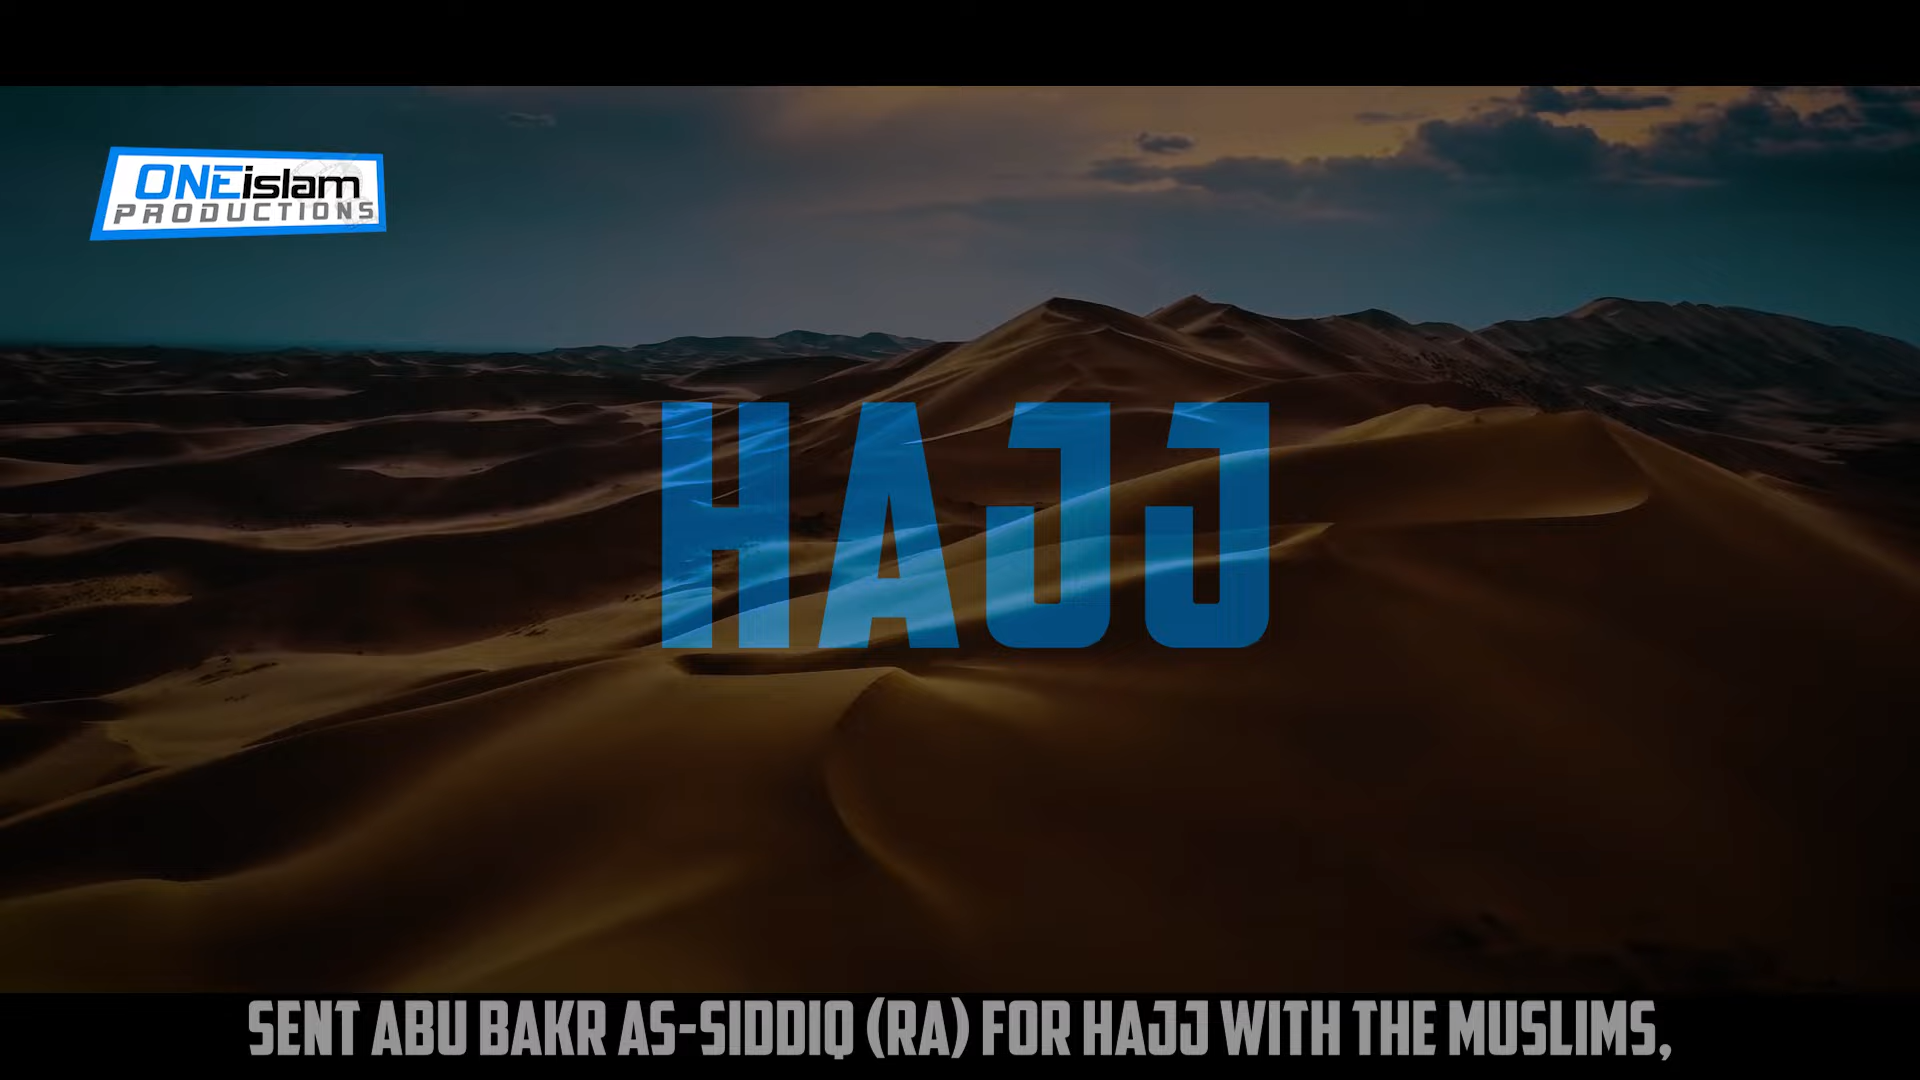 ONEislam
PRODUCTIONS
HAJJ
SENT ABU BAKR AS-SIDDIQ (RA) FOR HAJJ WITH THE MUSLIMS,